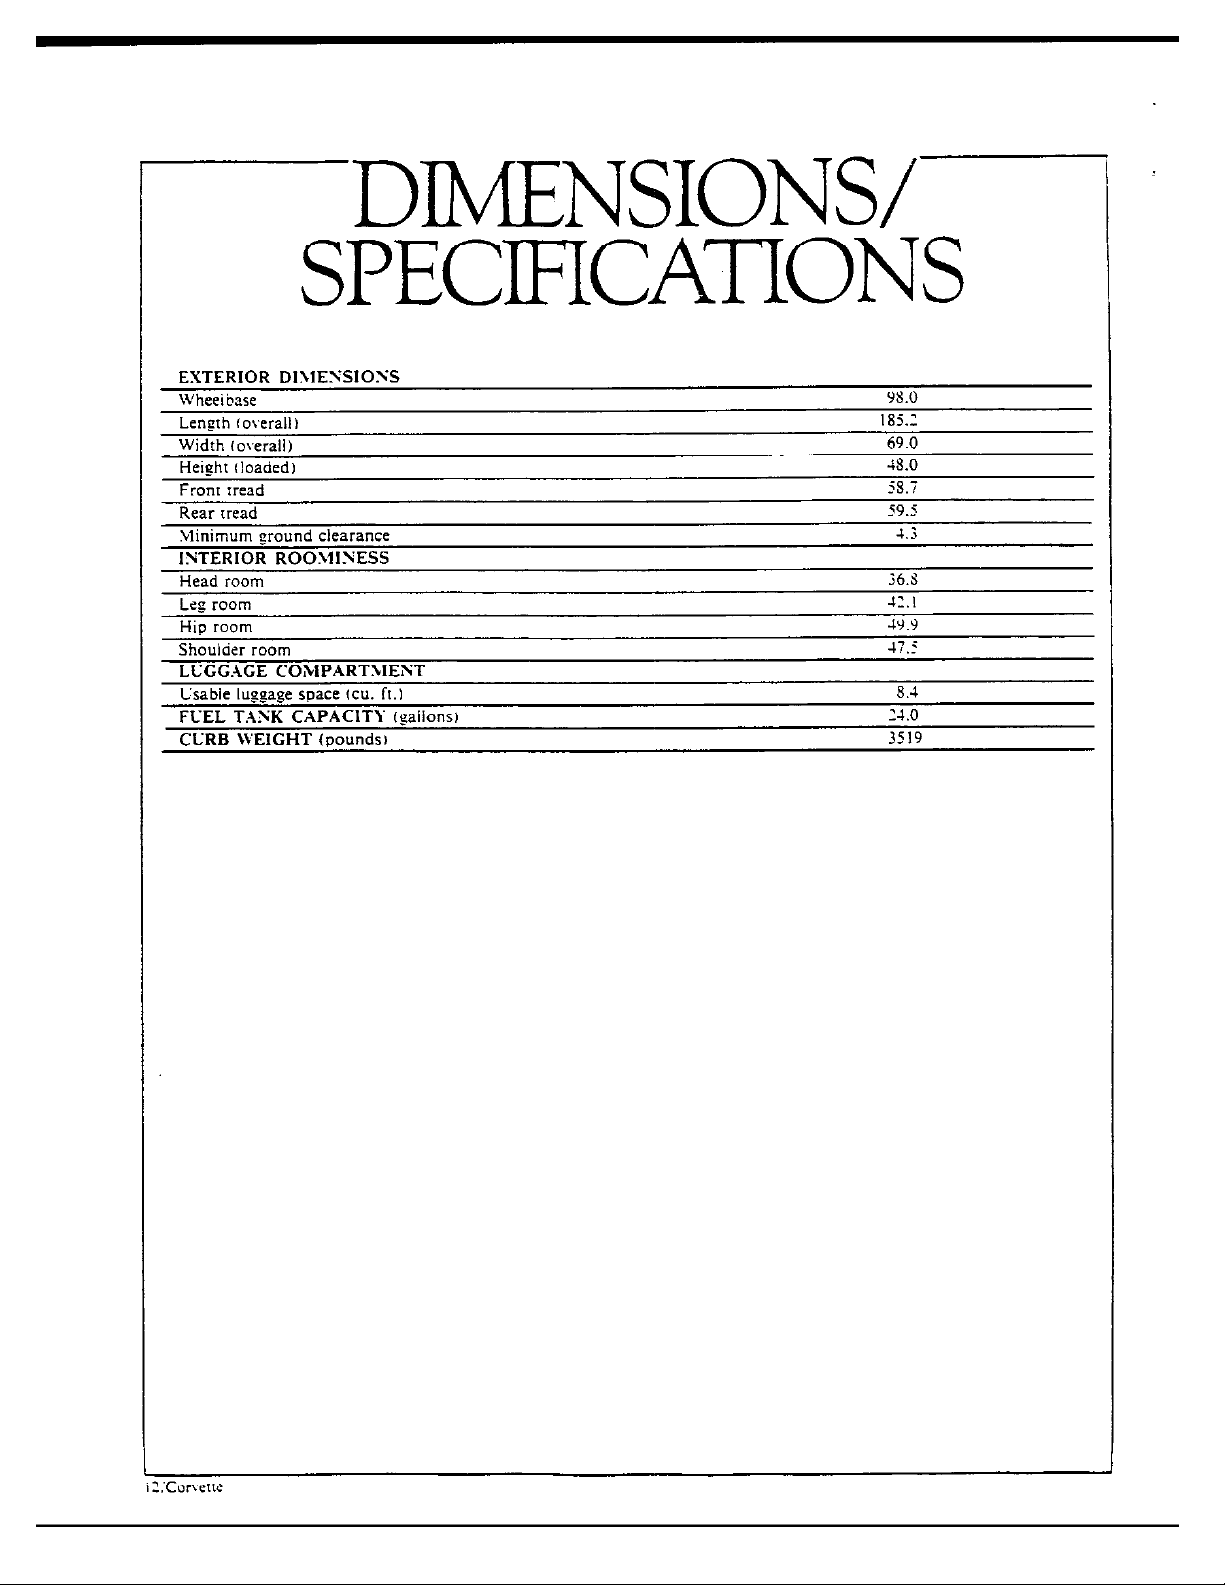 DIMENSIONS/
SPECIFICATIONS
EXTERIOR DIMENSIONS
Wheelbase 98.0
Length (overall) 185.2
Width (overall) 69.0
Height (loaded) 48.0
Front tread 58.7
Rear tread 59.5
Minimum ground clearance 4.3
INTERIOR ROOMINESS
Head room 36.8
Leg room 42.1
Hip room 49.9
Shoulder room 47.5
LUGGAGE COMPARTMENT
Usable luggage space (cu. ft.) 8.4
FUEL TANK CAPACITY (gallons) 24.0
CURB WEIGHT (pounds) 3519
12/Corvette